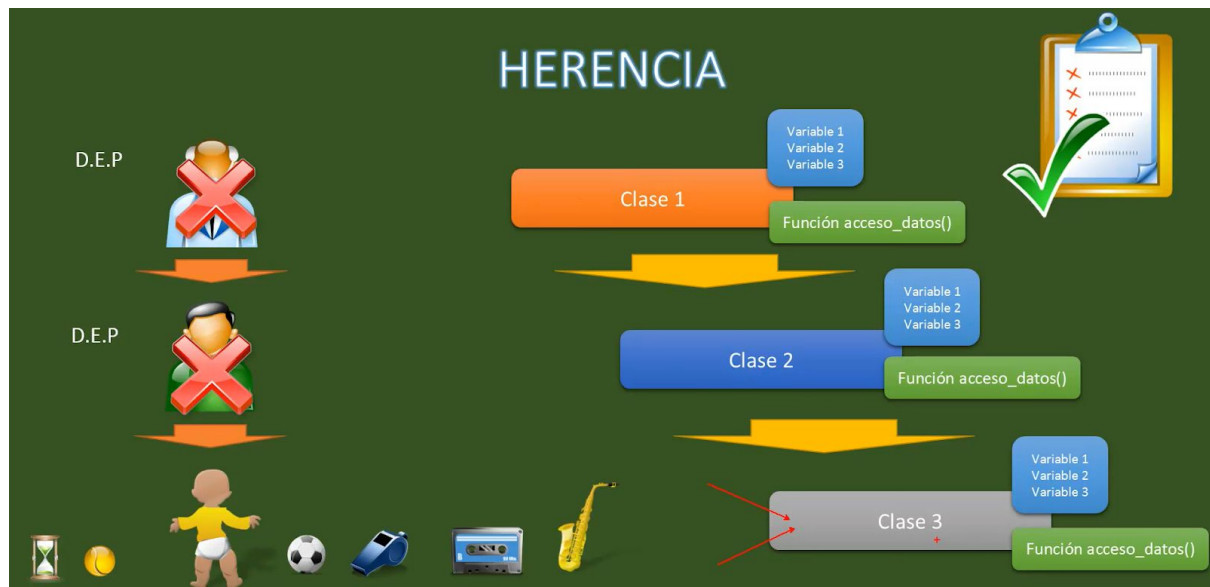 HERENCIA
D.E.P
Variable 1
Variable 2
Variable 3
Clase 1
Función acceso_datos()
D.E.P
Variable 1
Variable 2
Variable 3
Clase 2
Función acceso_datos()
Variable 1
Variable 2
Variable 3
Clase 3
Función acceso_datos()